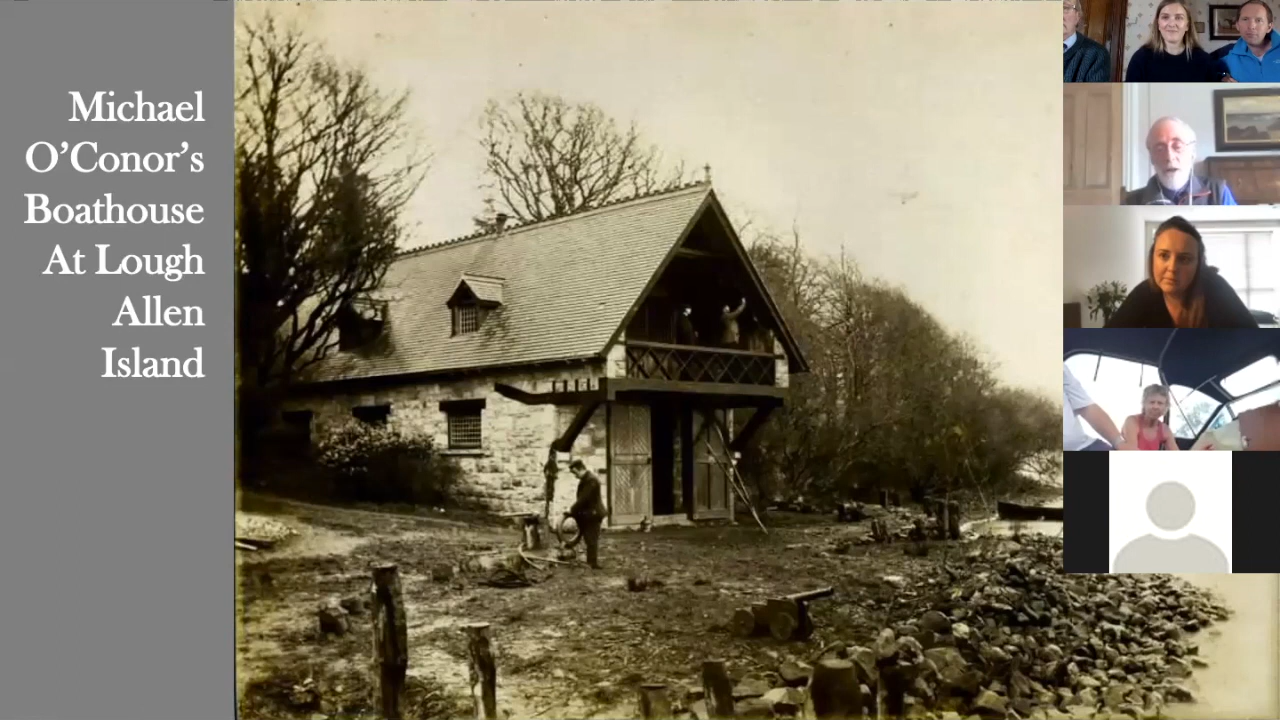 Michael
O’Conor’s
Boathouse
At Lough
Allen
Island